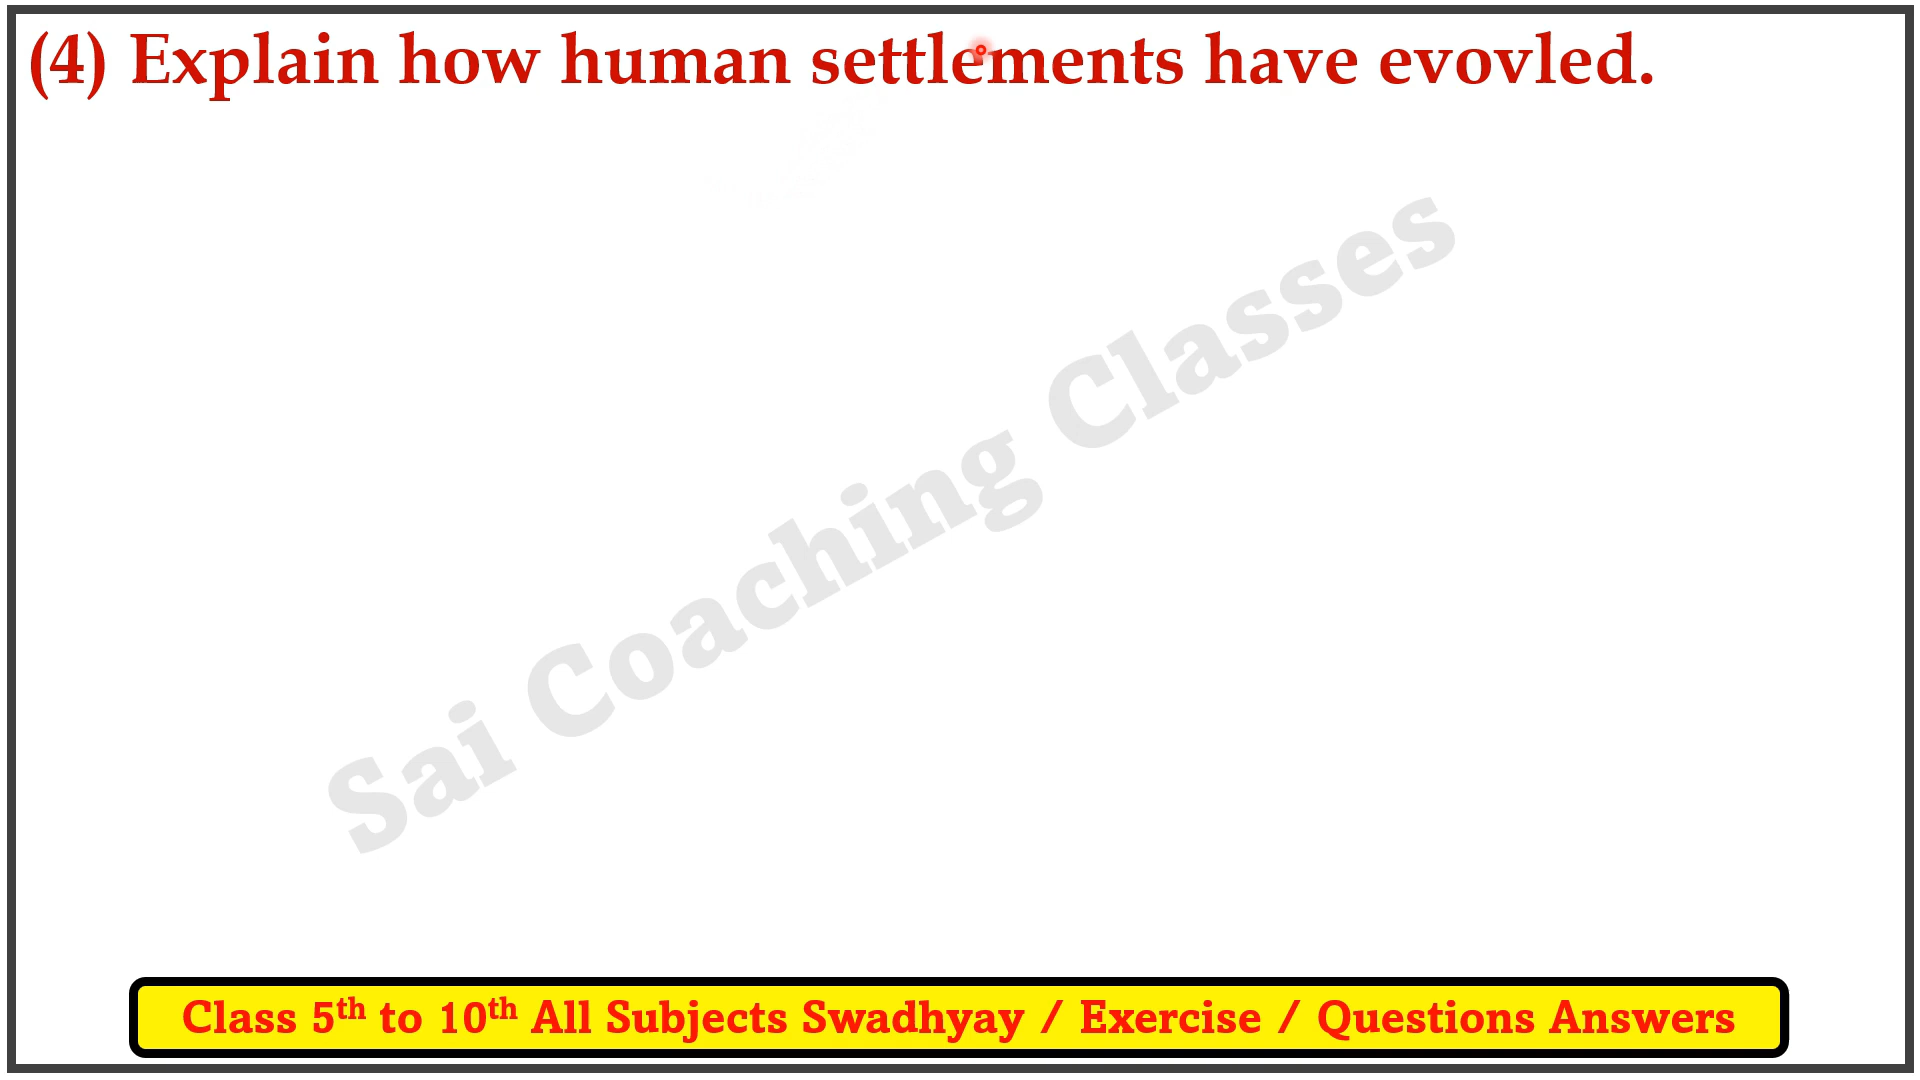 (4) Explain how human settlements have evovled.
Sai Coaching Classes
Class 5th to 10th All Subjects Swadhyay / Exercise / Questions Answers